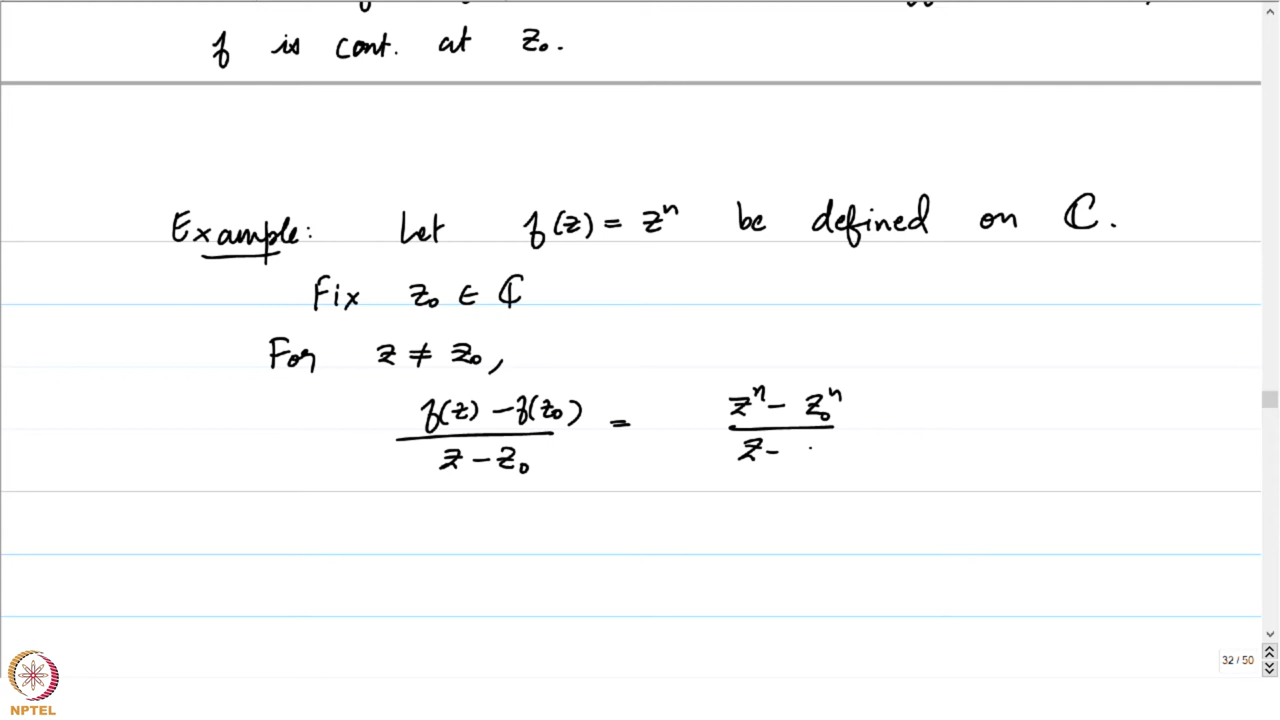 f is cont. at z₀.
Example: Let f(z) = zⁿ be defined on ℂ.
Fix z₀ ∈ ℂ
For z ≠ z₀,
(f(z) − f(z₀))/(z − z₀) = (zⁿ − z₀ⁿ)/(z −
32 / 50
NPTEL